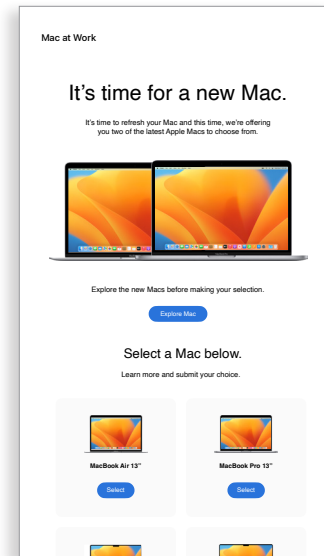 Mac at Work
It’s time for a new Mac.
It’s time to refresh your Mac and this time, we’re offering
you two of the latest Apple Macs to choose from.
Explore the new Macs before making your selection.
Explore Mac
Select a Mac below.
Learn more and submit your choice.
MacBook Air 13”
MacBook Pro 13”
Select
Select